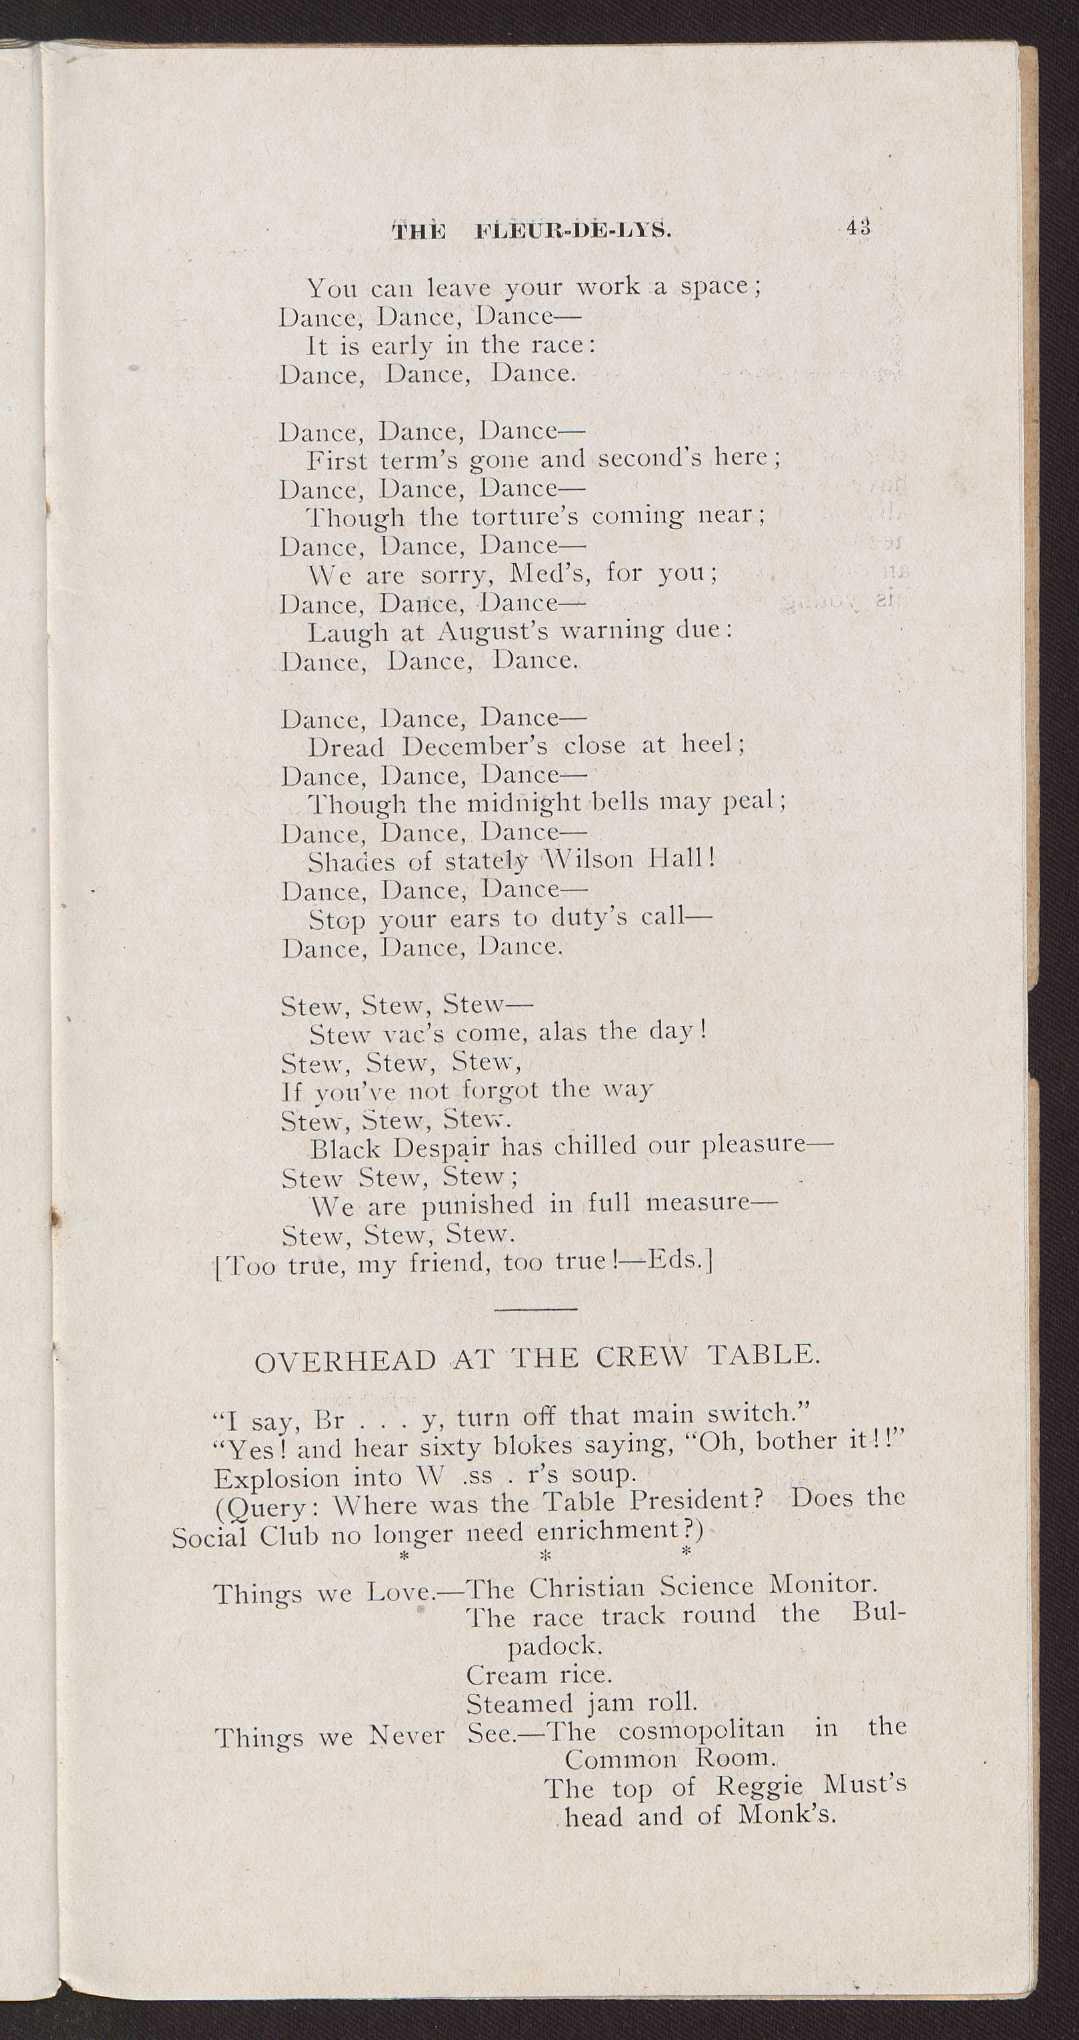 THE FLEUR-DE-LYS. 43
You can leave your work a space;
Dance, Dance, Dance—
It is early in the race:
Dance, Dance, Dance.
Dance, Dance, Dance—
First term's gone and second's here;
Dance, Dance, Dance—
Though the torture's coming near;
Dance, Dance, Dance—
We are sorry, Med's, for you;
Dance, Dance, Dance—
Laugh at August's warning due:
Dance, Dance, Dance.
Dance, Dance, Dance—
Dread December's close at heel;
Dance, Dance, Dance—
Though the midnight bells may peal;
Dance, Dance, Dance—
Shades of stately Wilson Hall!
Dance, Dance, Dance—
Stop your ears to duty's call—
Dance, Dance, Dance.
Stew, Stew, Stew—
Stew vac's come, alas the day!
Stew, Stew, Stew,
If you've not forgot the way
Stew, Stew, Stew.
Black Despair has chilled our pleasure—
Stew Stew, Stew;
We are punished in full measure—
Stew, Stew, Stew.
[Too true, my friend, too true!—Eds.]
OVERHEAD AT THE CREW TABLE.
"I say, Br . . . y, turn off that main switch."
"Yes! and hear sixty blokes saying, "Oh, bother it!!"
Explosion into W .ss . r's soup.
(Query: Where was the Table President? Does the
Social Club no longer need enrichment?)
* * *
Things we Love.—The Christian Science Monitor.
The race track round the Bul-
padock.
Cream rice.
Steamed jam roll.
Things we Never See.—The cosmopolitan in the
Common Room.
The top of Reggie Must's
head and of Monk's.